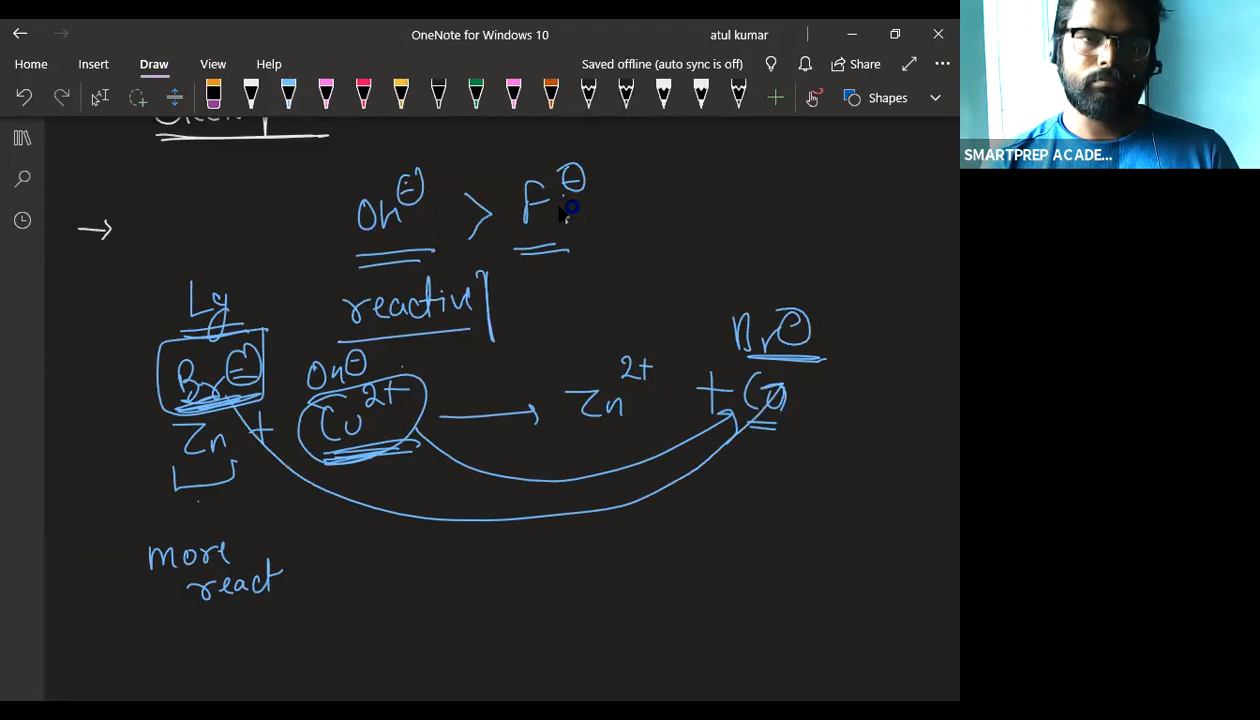 OneNote for Windows 10
atul kumar
Home Insert Draw View Help
Saved offline (auto sync is off)
Share
Shapes
SMARTPREP ACADE...
→ OH⊖ > F⊖
reactive
Lg
Br⊖
OH⊖
Br⊖
Zn + Cu2+ → Zn2+ + Cu
more
react